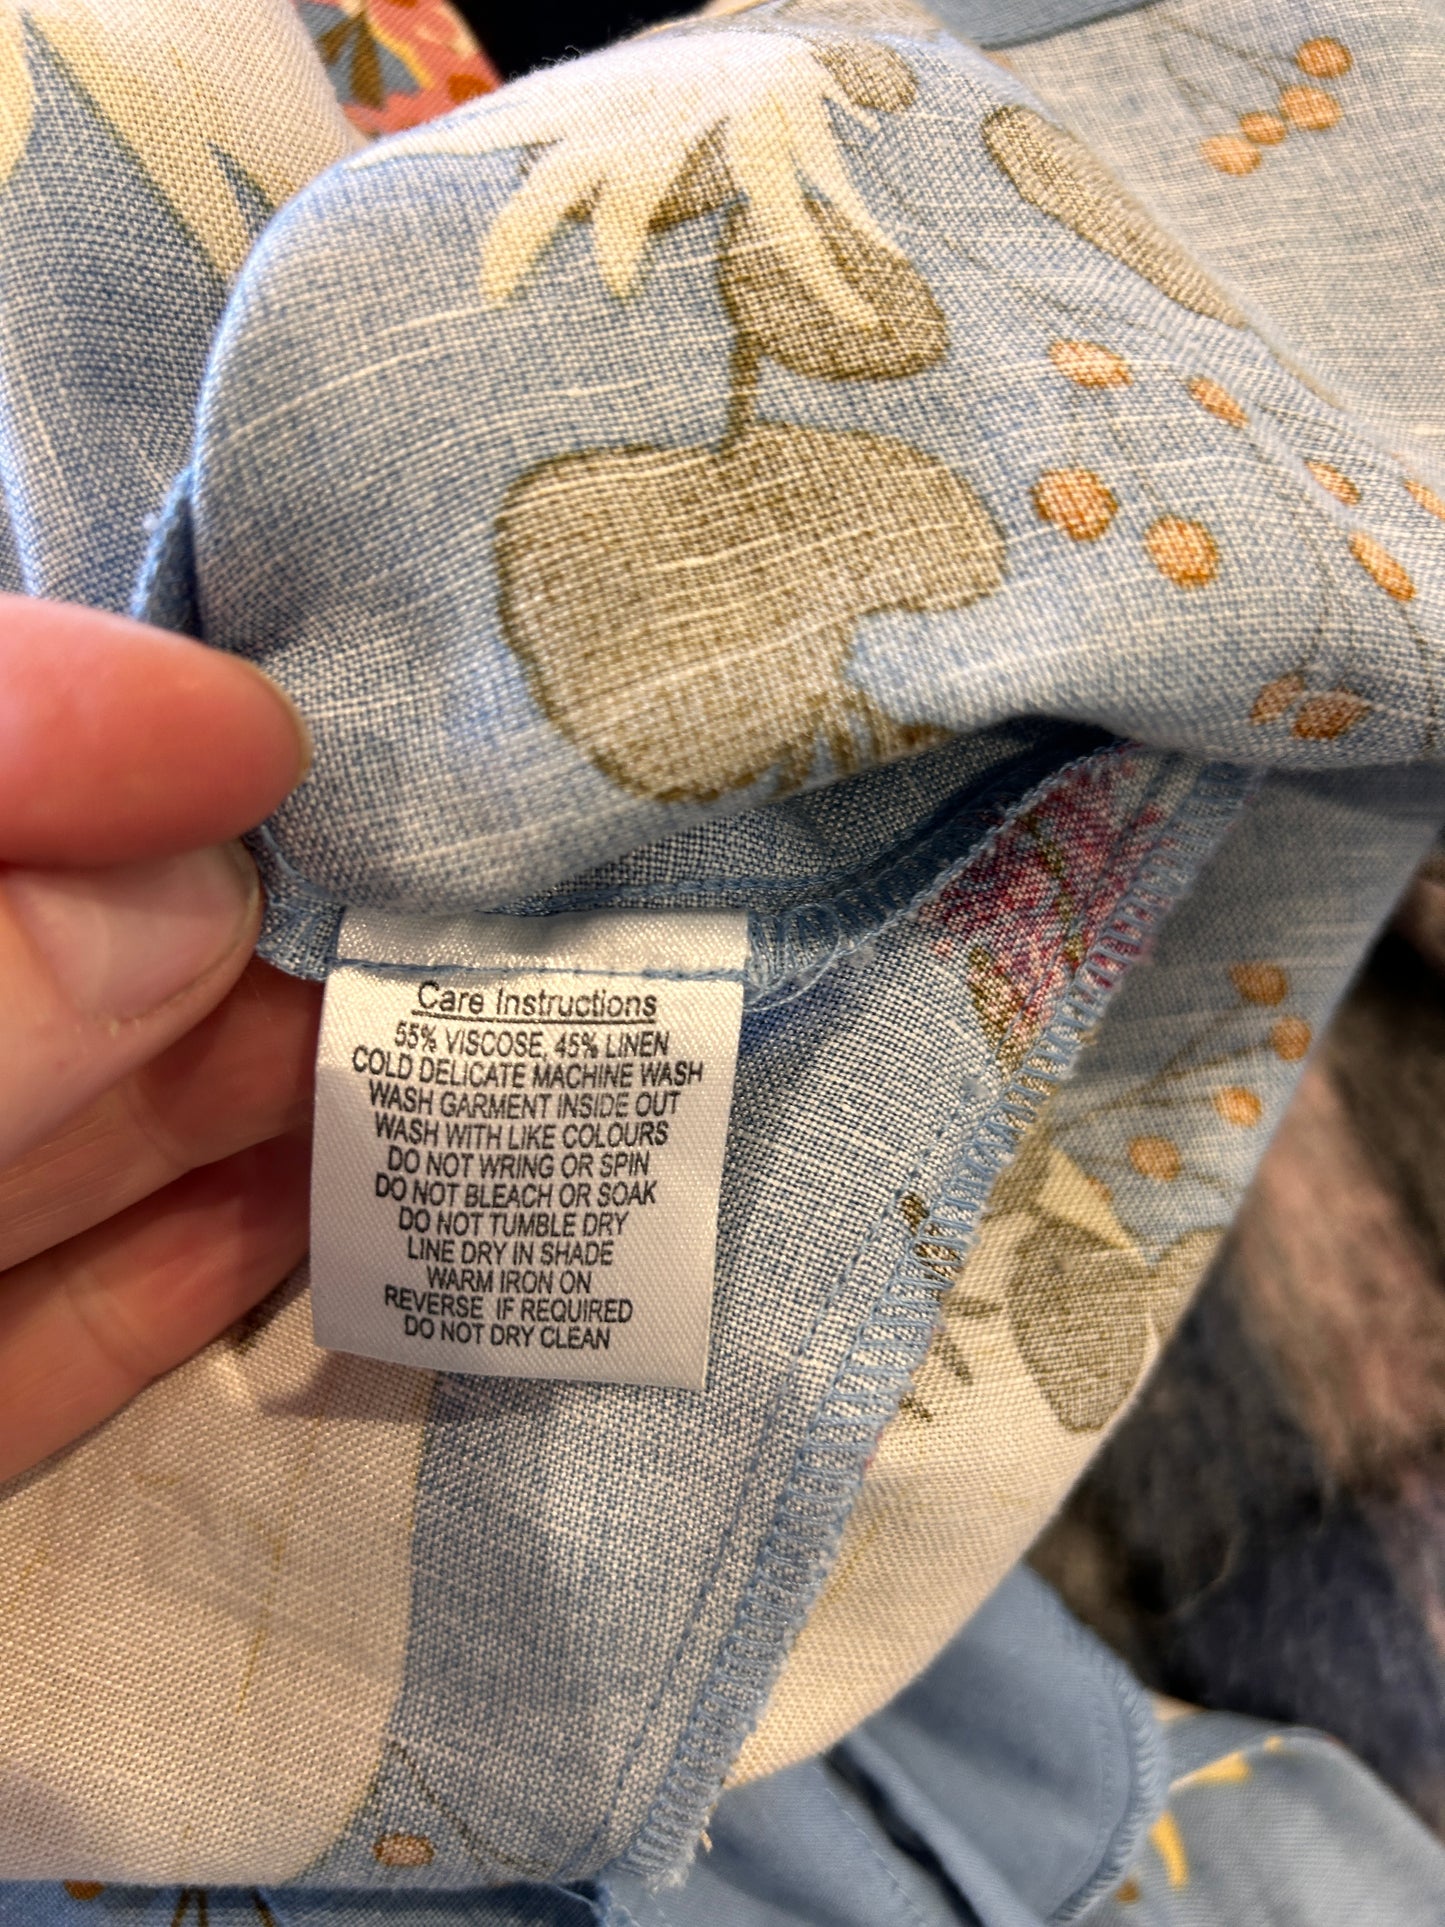 Care Instructions
55% VISCOSE, 45% LINEN
COLD DELICATE MACHINE WASH
WASH GARMENT INSIDE OUT
WASH WITH LIKE COLOURS
DO NOT WRING OR SPIN
DO NOT BLEACH OR SOAK
DO NOT TUMBLE DRY
LINE DRY IN SHADE
WARM IRON ON
REVERSE IF REQUIRED
DO NOT DRY CLEAN